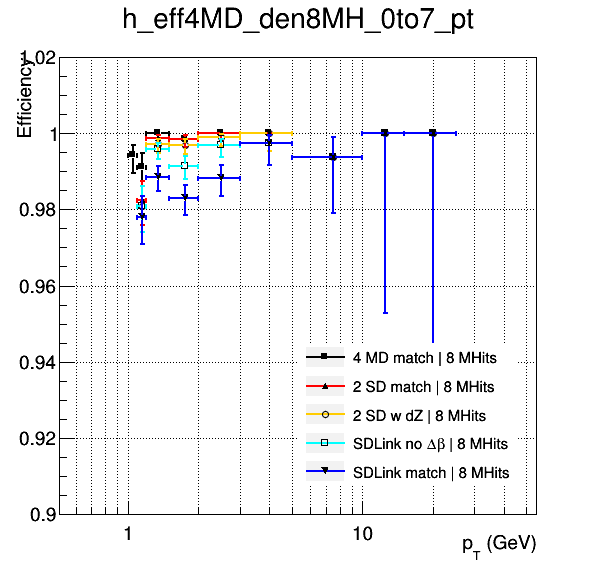 h_eff4MD_den8MH_0to7_pt
Efficiency
1.02
1
0.98
0.96
0.94
0.92
0.9
4 MD match | 8 MHits
2 SD match | 8 MHits
2 SD w dZ | 8 MHits
SDLink no Δβ | 8 MHits
SDLink match | 8 MHits
1
10
p_T (GeV)